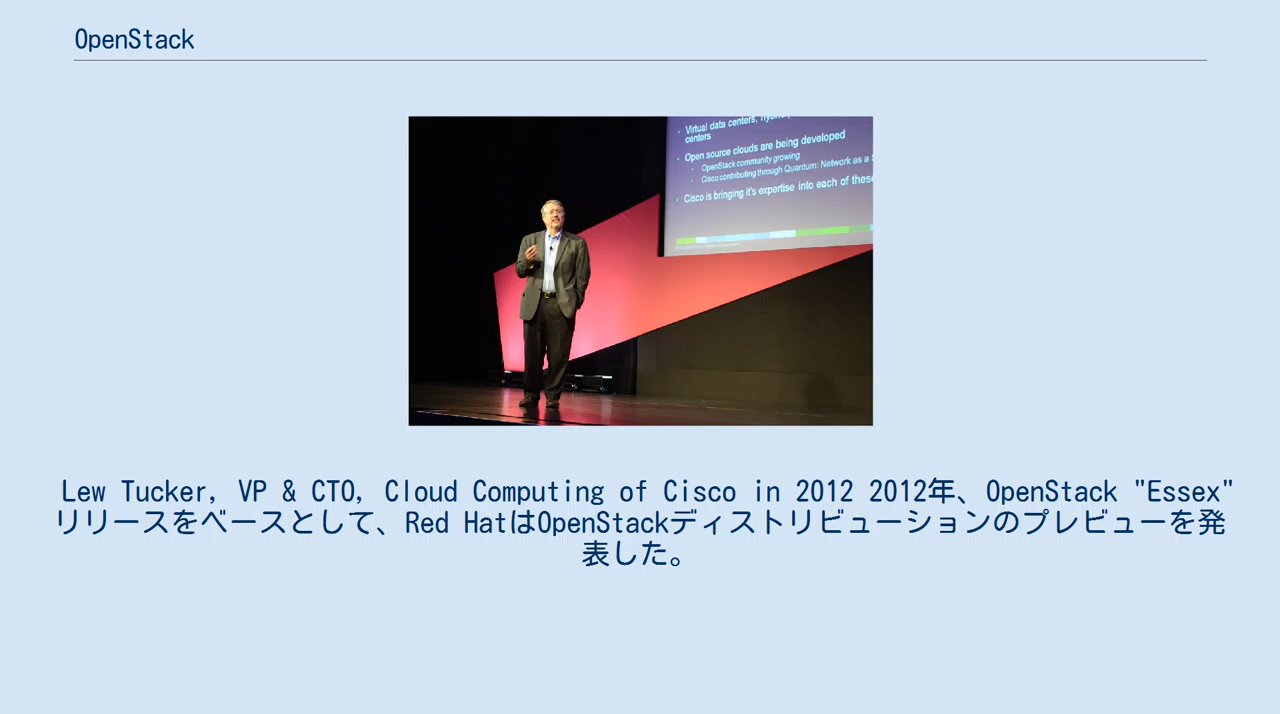 OpenStack
Virtual data centers,
centers
Open source clouds are being developed
OpenStack community growing
Cisco contributing through Quantum: Network as a
Cisco is bringing it's expertise into each of these
Lew Tucker, VP & CTO, Cloud Computing of Cisco in 2012 2012年、OpenStack "Essex"
リリースをベースとして、Red HatはOpenStackディストリビューションのプレビューを発
表した。